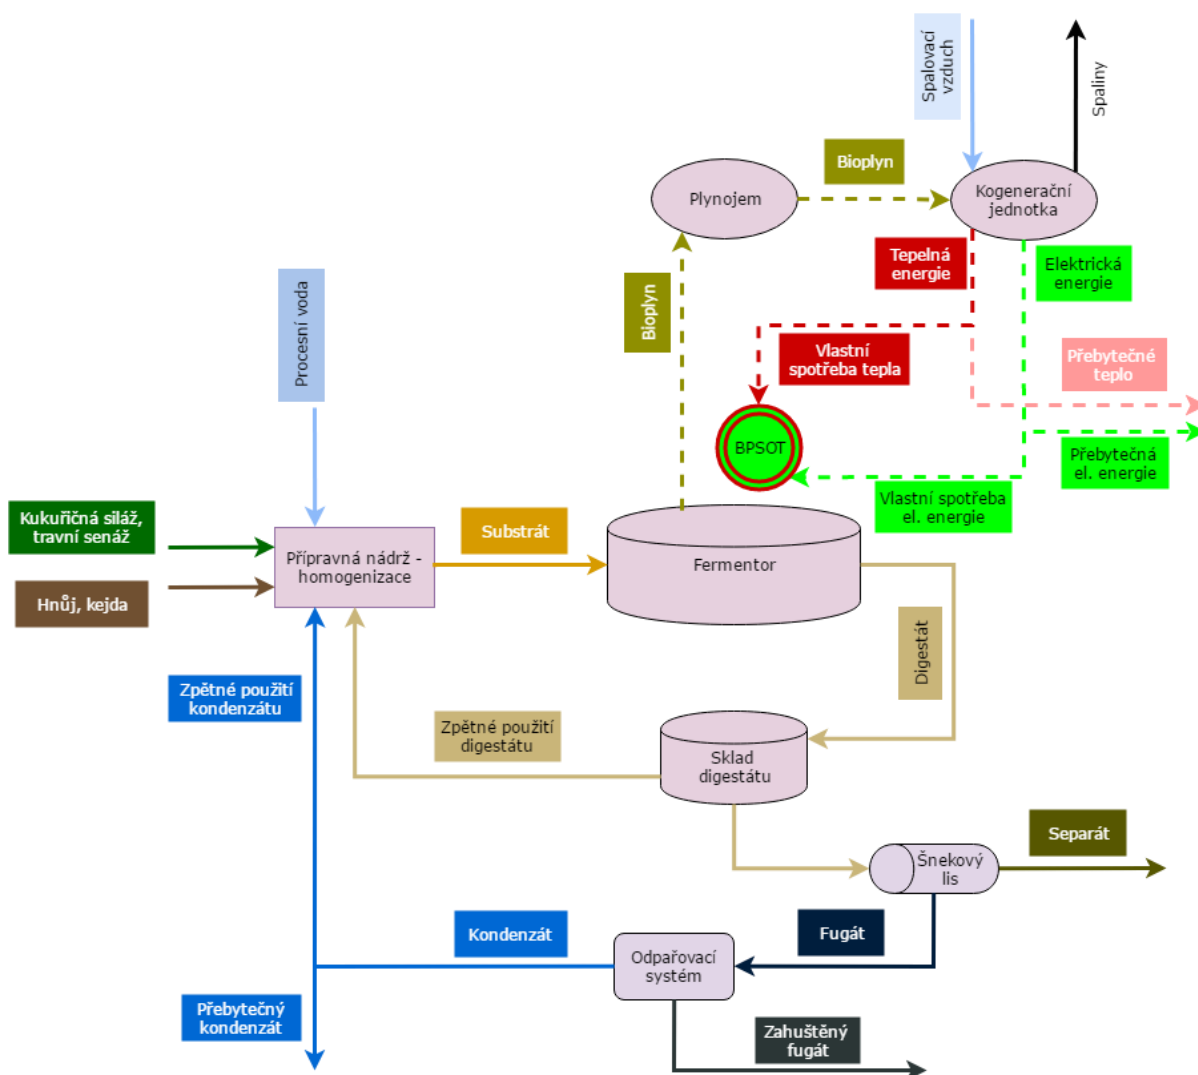 Spalovací
vzduch
Spaliny
Bioplyn
Plynojem
Kogenerační
jednotka
Tepelná
energie
Elektrická
energie
Bioplyn
Procesní voda
Vlastní
spotřeba tepla
Přebytečné
teplo
BPSOT
Přebytečná
el. energie
Vlastní spotřeba
el. energie
Kukuřičná siláž,
travní senáž
Substrát
Přípravná nádrž -
homogenizace
Fermentor
Hnůj, kejda
Digestát
Zpětné použití
kondenzátu
Zpětné použití
digestátu
Sklad
digestátu
Šnekový
lis
Separát
Kondenzát
Fugát
Odpařovací
systém
Přebytečný
kondenzát
Zahuštěný
fugát